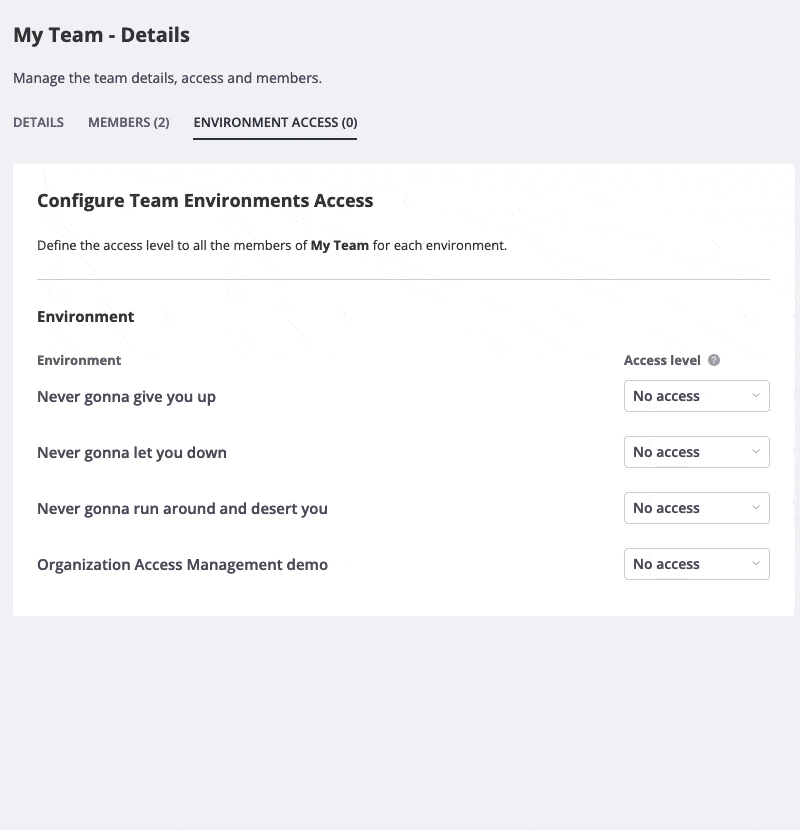 My Team - Details
Manage the team details, access and members.
DETAILS MEMBERS (2) ENVIRONMENT ACCESS (0)
Configure Team Environments Access
Define the access level to all the members of My Team for each environment.
Environment
Environment Access level ?
Never gonna give you up No access
Never gonna let you down No access
Never gonna run around and desert you No access
Organization Access Management demo No access